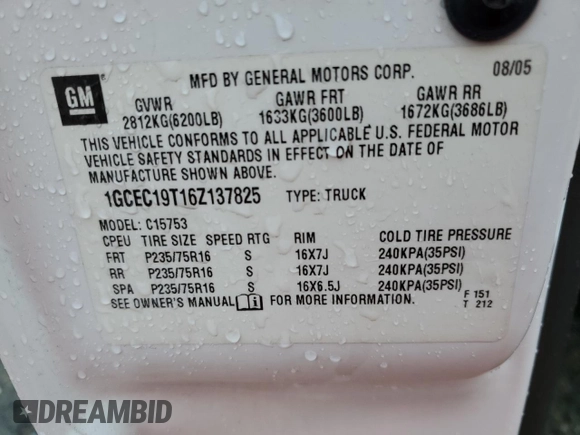 MFD BY GENERAL MOTORS CORP. 08/05
GM
GVWR GAWR FRT GAWR RR
2812KG(6200LB) 1633KG(3600LB) 1672KG(3686LB)
THIS VEHICLE CONFORMS TO ALL APPLICABLE U.S. FEDERAL MOTOR
VEHICLE SAFETY STANDARDS IN EFFECT ON THE DATE OF
MANUFACTURE SHOWN ABOVE.
1GCEC19T16Z137825 TYPE: TRUCK
MODEL: C15753
CPEU TIRE SIZE SPEED RTG RIM COLD TIRE PRESSURE
FRT P235/75R16 S 16X7J 240KPA(35PSI)
RR P235/75R16 S 16X7J 240KPA(35PSI)
SPA P235/75R16 S 16X6.5J 240KPA(35PSI)
SEE OWNER'S MANUAL FOR MORE INFORMATION.
F 151
T 212
DREAMBID